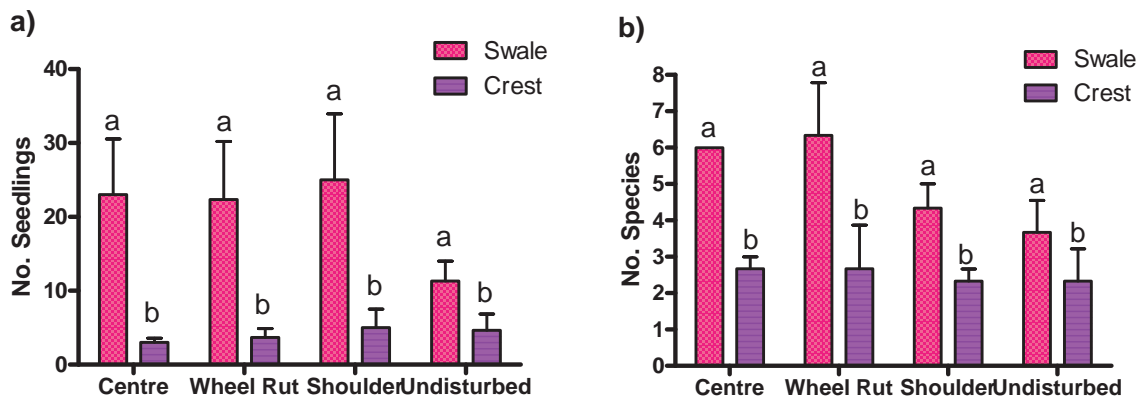 a)
Swale
Crest
No. Seedlings
40
30
20
10
0
a
b
a
b
a
b
a
b
Centre
Wheel Rut
Shoulder
Undisturbed
b)
Swale
Crest
No. Species
8
7
6
5
4
3
2
1
0
a
b
a
b
a
b
a
b
Centre
Wheel Rut
Shoulder
Undisturbed